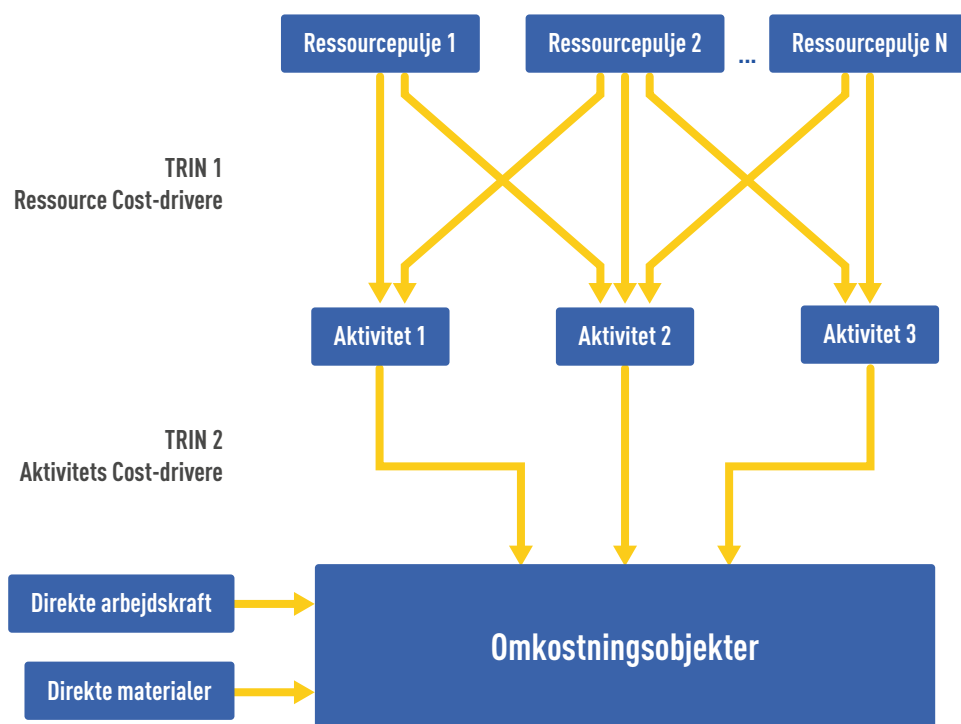 Ressourcepulje 1
Ressourcepulje 2
...
Ressourcepulje N
TRIN 1
Ressource Cost-drivere
Aktivitet 1
Aktivitet 2
Aktivitet 3
TRIN 2
Aktivitets Cost-drivere
Direkte arbejdskraft
Omkostningsobjekter
Direkte materialer